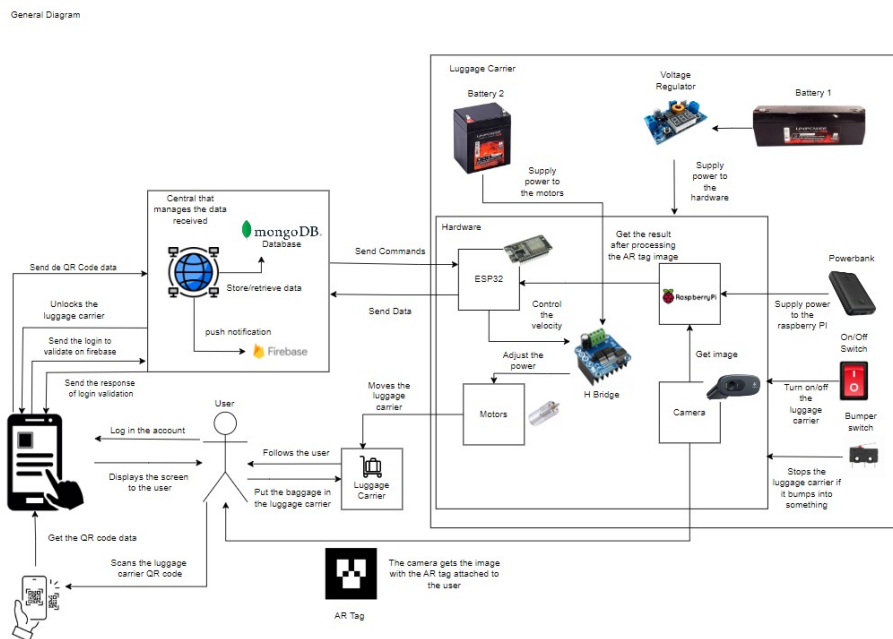 General Diagram
Luggage Carrier
Battery 2
Voltage
Regulator
Battery 1
UNIPOWER
Supply
power to
the motors
Supply
power to
the
hardware
Central that
manages the data
received
mongoDB.
Database
Store/retrieve data
push notification
Firebase
Send de QR Code data
Unlocks the
luggage carrier
Send the login to
validate on firebase
Send the response
of login validation
Send Commands
Send Data
Hardware
ESP32
Get the result
after processing
the AR tag image
RaspberryPi
Powerbank
Supply power to
the raspberry PI
Control
the
velocity
On/Off
Switch
Get image
Adjust the
power
H Bridge
Motors
Camera
Turn on/off
the
luggage
carrier
Bumper
switch
Stops the
luggage carrier if
it bumps into
something
Moves the
luggage
carrier
User
Log in the account
Follows the user
Displays the screen
to the user
Put the baggage in
the luggage carrier
Luggage
Carrier
Get the QR code data
Scans the luggage
carrier QR code
The camera gets the image
with the AR tag attached to
the user
AR Tag